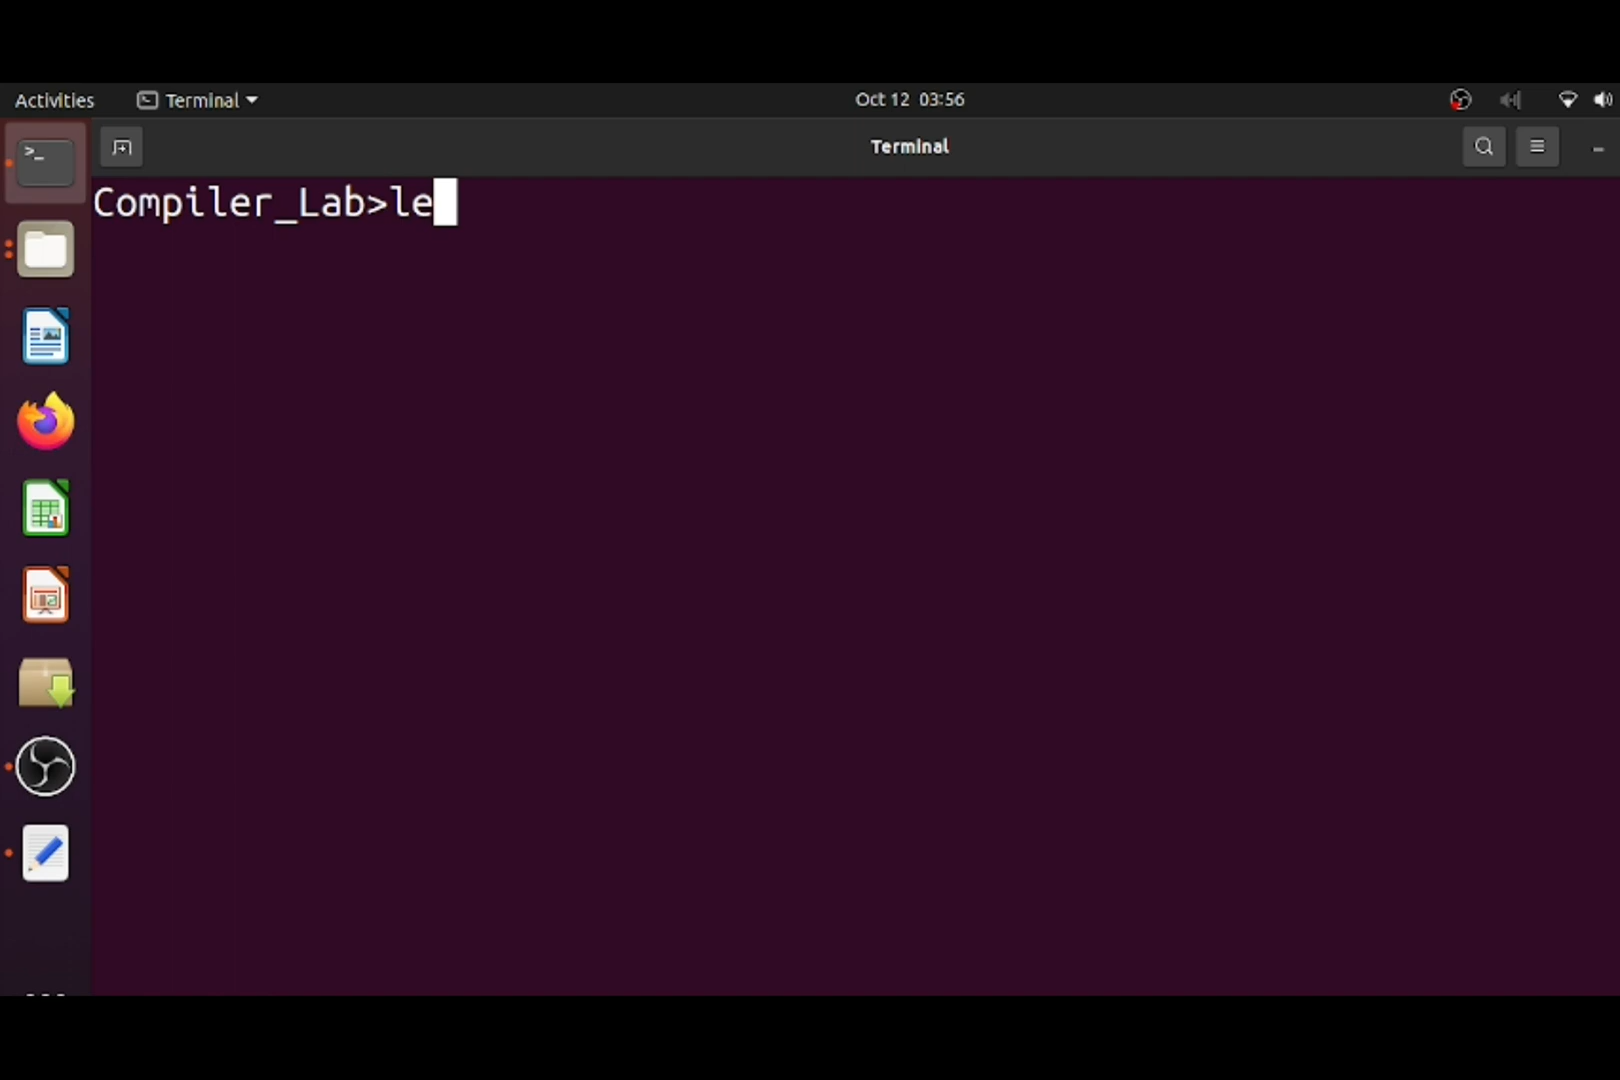 Activities
Terminal
Oct 12 03:56
Terminal
Compiler_Lab>le